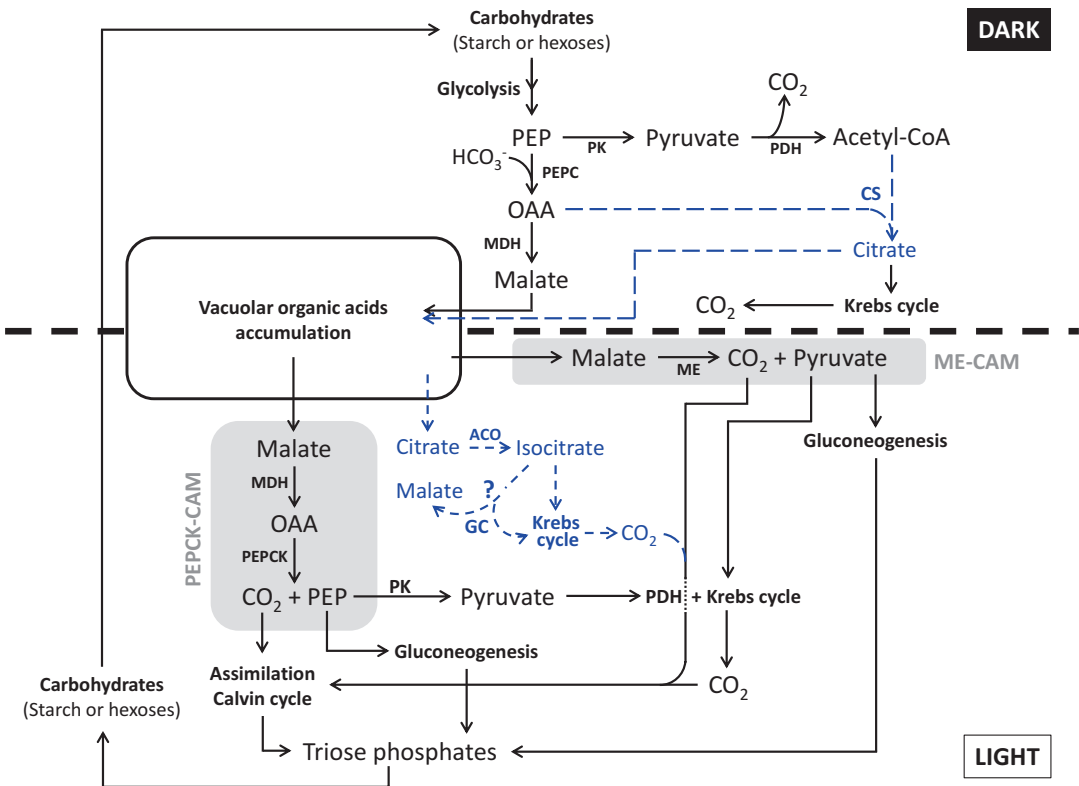 Carbohydrates
(Starch or hexoses)
DARK
Glycolysis
CO2
PEP
PK
Pyruvate
PDH
Acetyl-CoA
HCO3-
PEPC
OAA
CS
MDH
Citrate
Malate
Vacuolar organic acids
accumulation
CO2
Krebs cycle
Malate
ME
CO2 + Pyruvate
ME-CAM
Gluconeogenesis
Malate
Citrate
ACO
Isocitrate
MDH
Malate
?
PEPCK-CAM
OAA
GC
Krebs
cycle
CO2
PEPCK
CO2 + PEP
PK
Pyruvate
PDH + Krebs cycle
Gluconeogenesis
Assimilation
Calvin cycle
CO2
Carbohydrates
(Starch or hexoses)
Triose phosphates
LIGHT